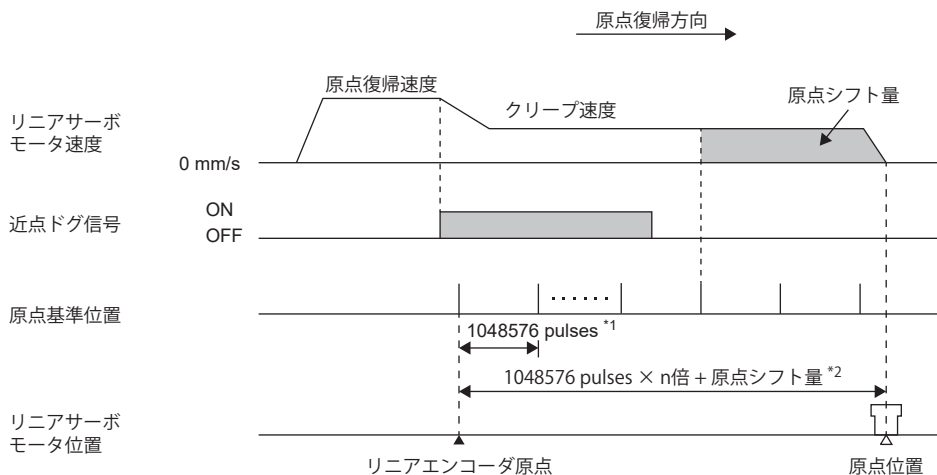 原点復帰方向
原点復帰速度
クリープ速度
原点シフト量
リニアサーボ
モータ速度
0 mm/s
近点ドグ信号
ON
OFF
原点基準位置
1048576 pulses *1
1048576 pulses × n倍 + 原点シフト量 *2
リニアサーボ
モータ位置
リニアエンコーダ原点
原点位置